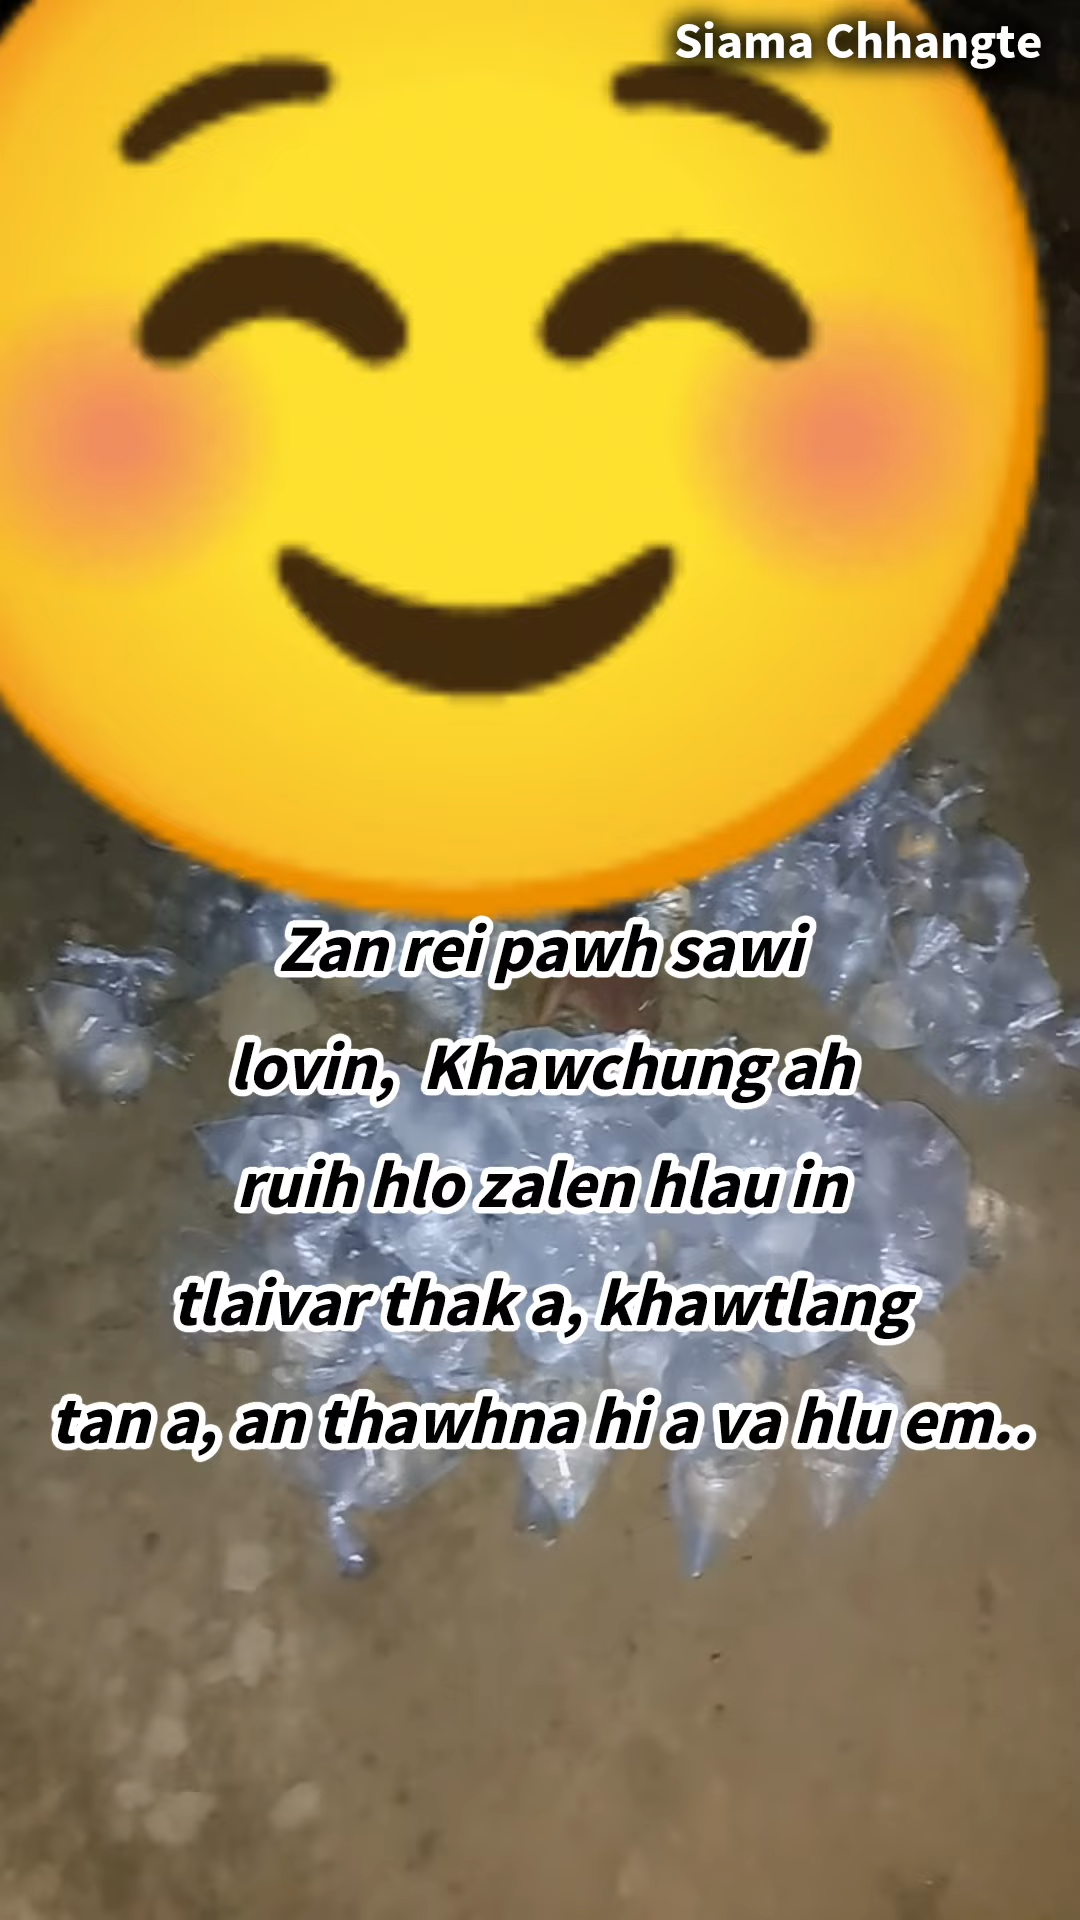 Siama Chhangte
Zan rei pawh sawi
lovin, Khawchung ah
ruih hlo zalen hlau in
tlaivar thak a, khawtlang
tan a, an thawhna hi a va hlu em..